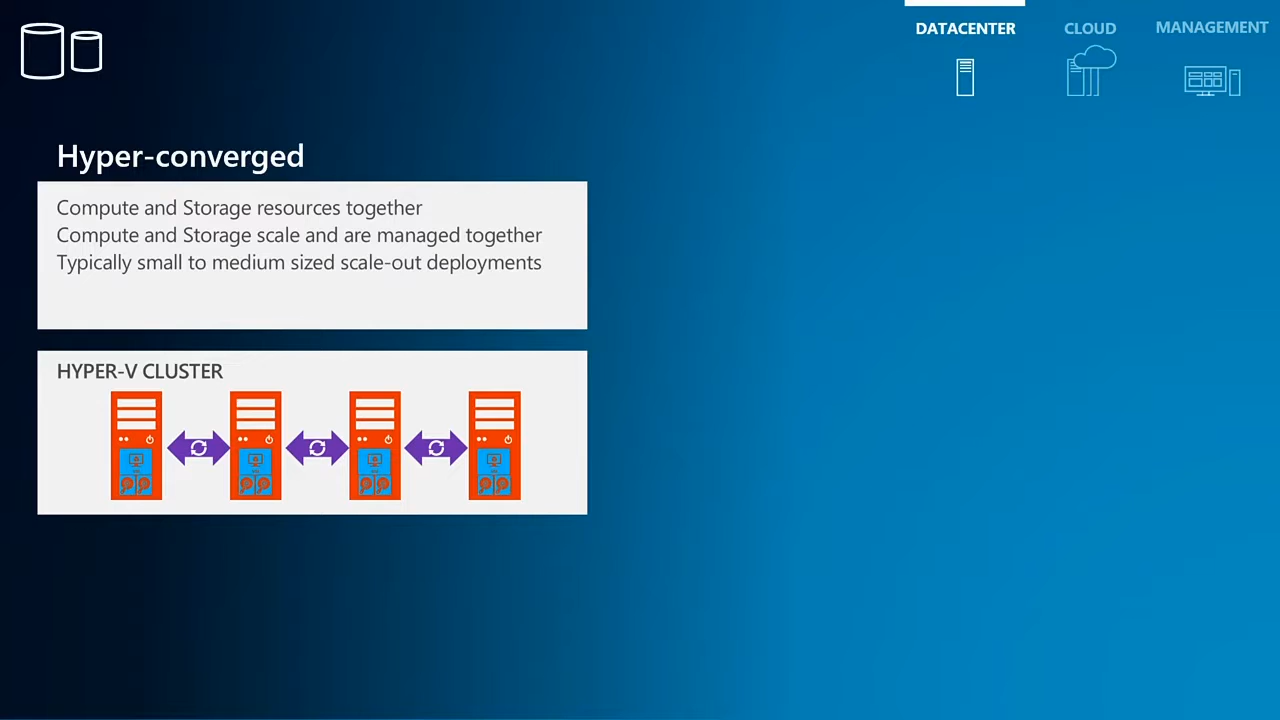 DATACENTER
CLOUD
MANAGEMENT
Hyper-converged
Compute and Storage resources together
Compute and Storage scale and are managed together
Typically small to medium sized scale-out deployments
HYPER-V CLUSTER